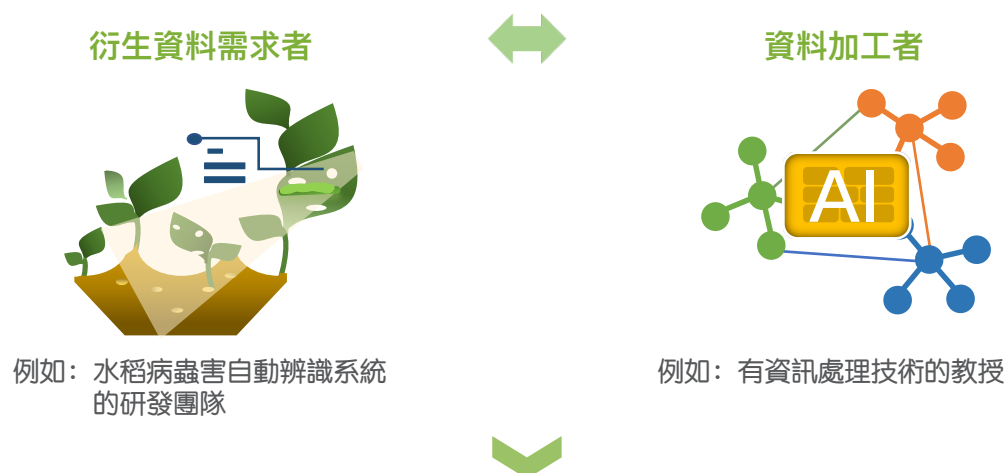 衍生資料需求者
資料加工者
AI
例如：水稻病蟲害自動辨識系統
的研發團隊
例如：有資訊處理技術的教授